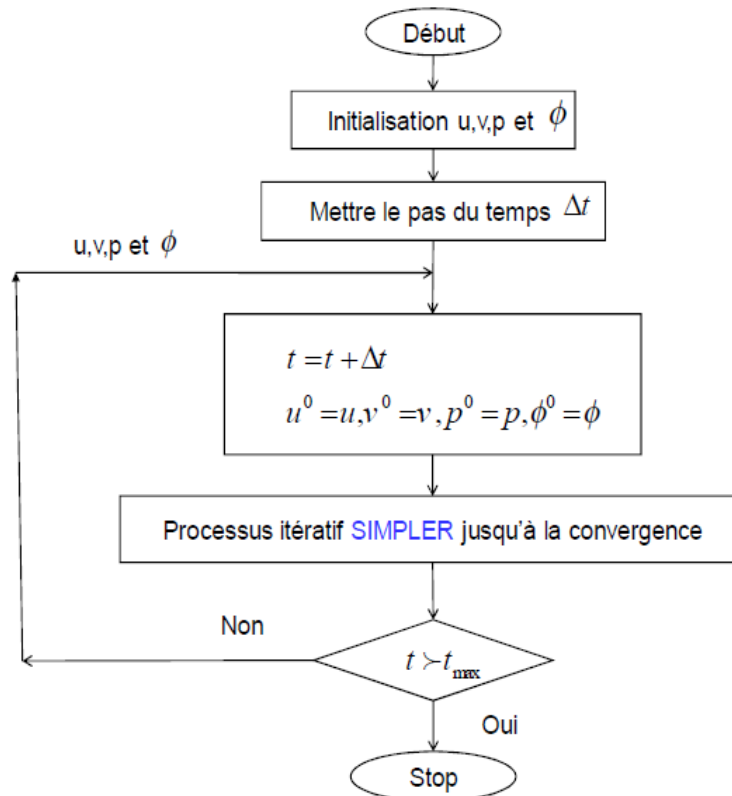 Début
Initialisation u,v,p et ϕ
Mettre le pas du temps Δt
u,v,p et ϕ
t = t + Δt
u⁰ = u, v⁰ = v, p⁰ = p, ϕ⁰ = ϕ
Processus itératif SIMPLER jusqu'à la convergence
Non
t ≻ t_max
Oui
Stop